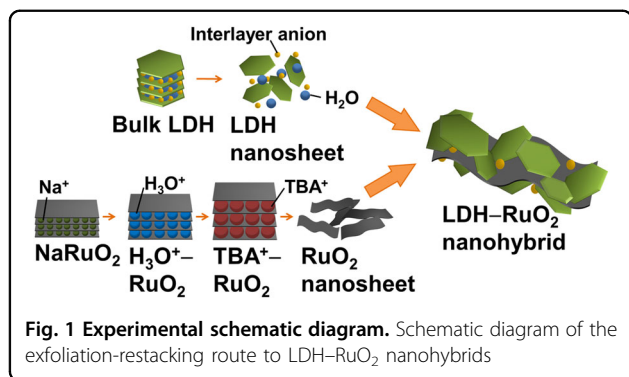 Interlayer anion
H₂O
Bulk LDH
LDH
nanosheet
Na⁺
H₃O⁺
TBA⁺
NaRuO₂
H₃O⁺–
RuO₂
TBA⁺–
RuO₂
RuO₂
nanosheet
LDH–RuO₂
nanohybrid
Fig. 1 Experimental schematic diagram. Schematic diagram of the
exfoliation-restacking route to LDH–RuO₂ nanohybrids